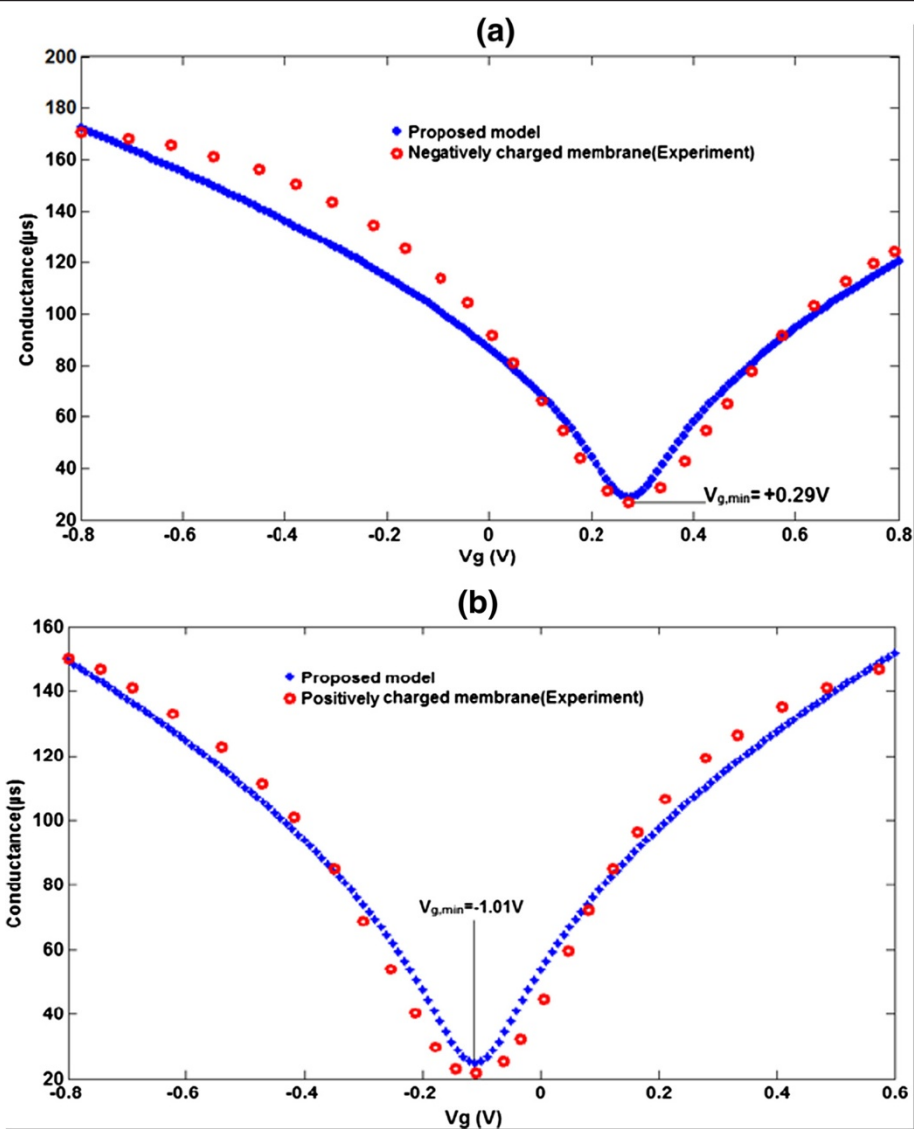 (a)
200
180
160
140
120
100
80
60
40
20
Conductance(µs)
Proposed model
Negatively charged membrane(Experiment)
Vg,min= +0.29V
-0.8
-0.6
-0.4
-0.2
0
0.2
0.4
0.6
0.8
Vg (V)
(b)
160
140
120
100
80
60
40
20
Conductance(µs)
Proposed model
Positively charged membrane(Experiment)
Vg,min=-1.01V
-0.8
-0.6
-0.4
-0.2
0
0.2
0.4
0.6
Vg (V)